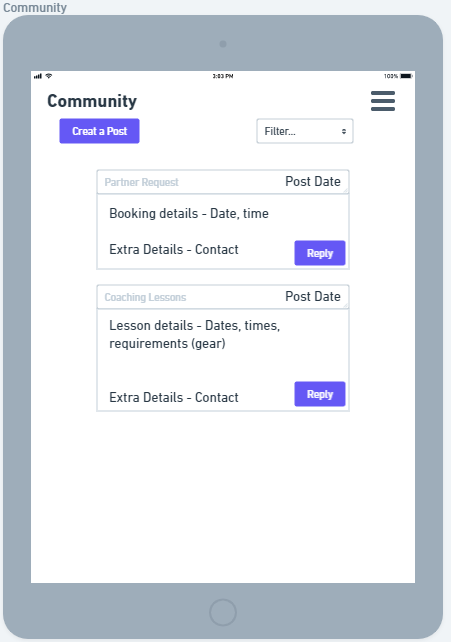 Community
3:03 PM
100%
Community
Creat a Post
Filter...
Partner Request
Post Date
Booking details - Date, time
Extra Details - Contact
Reply
Coaching Lessons
Post Date
Lesson details - Dates, times,
requirements (gear)
Extra Details - Contact
Reply